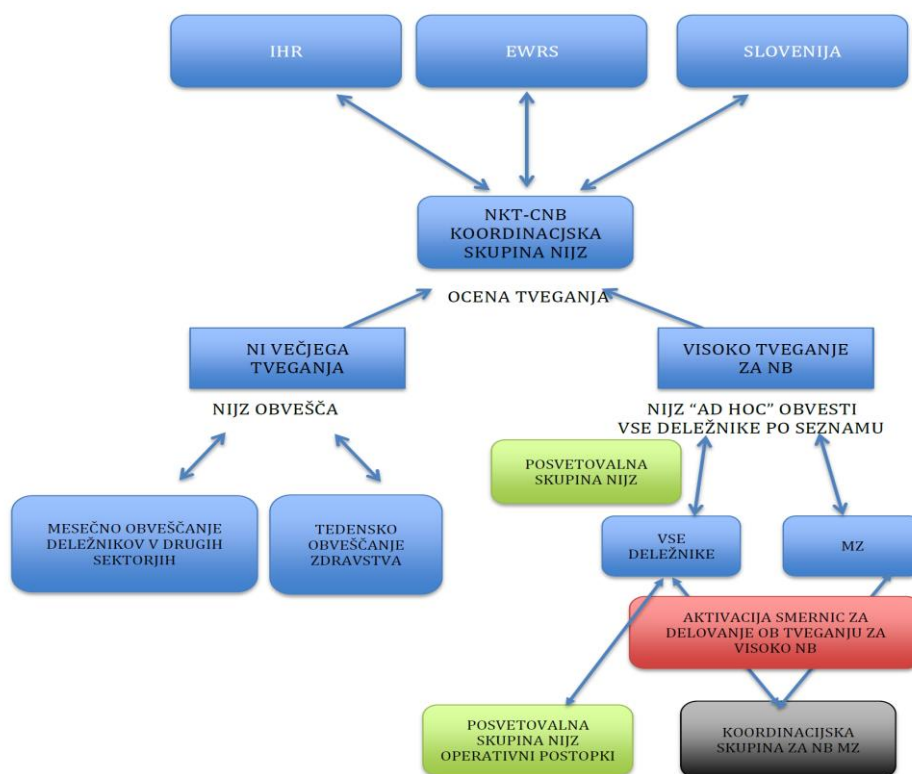 IHR
EWRS
SLOVENIJA
NKT-CNB
KOORDINACJSKA
SKUPINA NIJZ
OCENA TVEGANJA
NI VEČJEGA
TVEGANJA
VISOKO TVEGANJE
ZA NB
NIJZ OBVEŠČA
NIJZ “AD HOC” OBVESTI
VSE DELEŽNIKE PO SEZNAMU
POSVETOVALNA
SKUPINA NIJZ
MESEČNO OBVEŠČANJE
DELEŽNIKOV V DRUGIH
SEKTORJIH
TEDENSKO
OBVEŠČANJE
ZDRAVSTVA
VSE
DELEŽNIKE
MZ
AKTIVACIJA SMERNIC ZA
DELOVANJE OB TVEGANJU ZA
VISOKO NB
POSVETOVALNA
SKUPINA NIJZ
OPERATIVNI POSTOPKI
KOORDINACIJSKA
SKUPINA ZA NB MZ